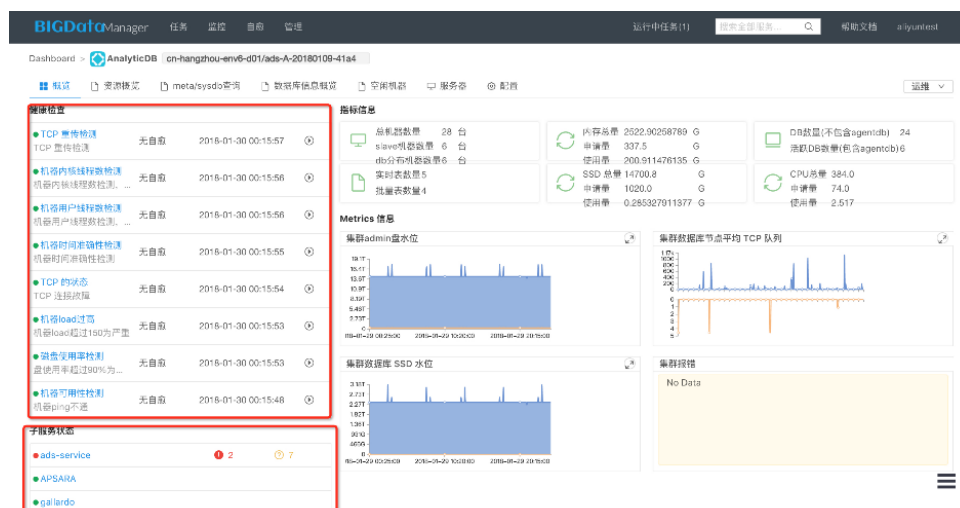 BIGDataManager 任务 监控 自愈 管理 运行中任务(1) 搜索全部服务... 帮助文档 aliyuntest
Dashboard > AnalyticDB cn-hangzhou-env6-d01/ads-A-20180109-41a4
概览 资源概览 meta/sysdb查询 数据库信息概览 空闲机器 服务器 配置 运维
健康检查
TCP 重传检测 无自愈 2018-01-30 00:15:57
TCP 重传检测
机器内核线程数检测 无自愈 2018-01-30 00:15:56
机器内核线程数检测、...
机器用户线程数检测 无自愈 2018-01-30 00:15:56
机器用户线程数检测、...
机器时间准确性检测 无自愈 2018-01-30 00:15:55
机器时间准确性检测
TCP 的状态 无自愈 2018-01-30 00:15:54
TCP 连接故障
机器load过高 无自愈 2018-01-30 00:15:53
机器load超过150为严重
磁盘使用率检测 无自愈 2018-01-30 00:15:53
盘使用率超过90%为...
机器可用性检测 无自愈 2018-01-30 00:15:48
机器ping不通
子服务状态
ads-service 2 7
APSARA
gallardo
指标信息
总机器数量 28 台
slave机器数量 6 台
db分布机器数量6 台
内存总量 2522.90258789 G
申请量 337.5 G
使用量 200.911476135 G
DB数量(不包含agentdb) 24
活跃DB数量(包含agentdb)6
实时表数量5
批量表数量4
SSD 总量 14700.8 G
申请量 1020.0 G
使用量 0.285327911377 G
CPU总量 384.0
申请量 74.0
使用量 2.517
Metrics 信息
集群admin盘水位
集群数据库节点平均 TCP 队列
集群数据库 SSD 水位
集群报错
No Data